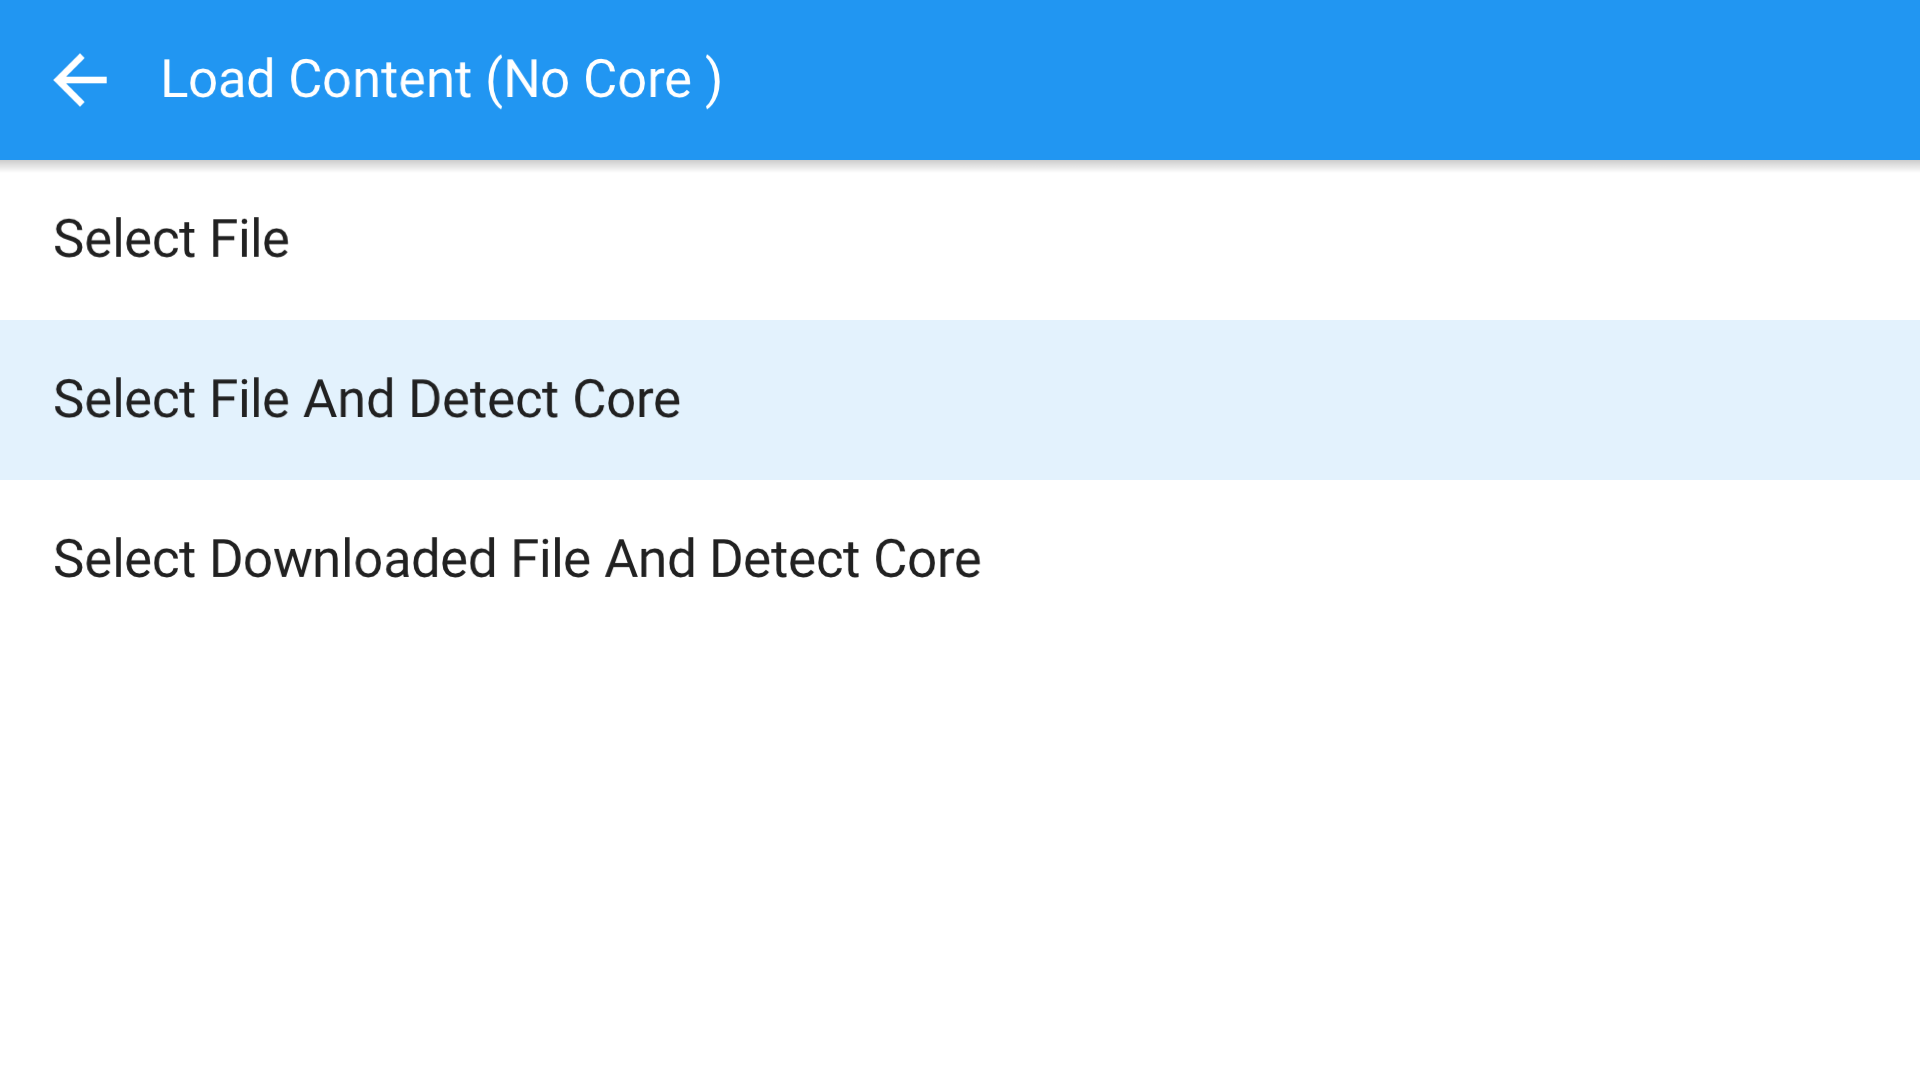 Load Content (No Core )
Select File
Select File And Detect Core
Select Downloaded File And Detect Core